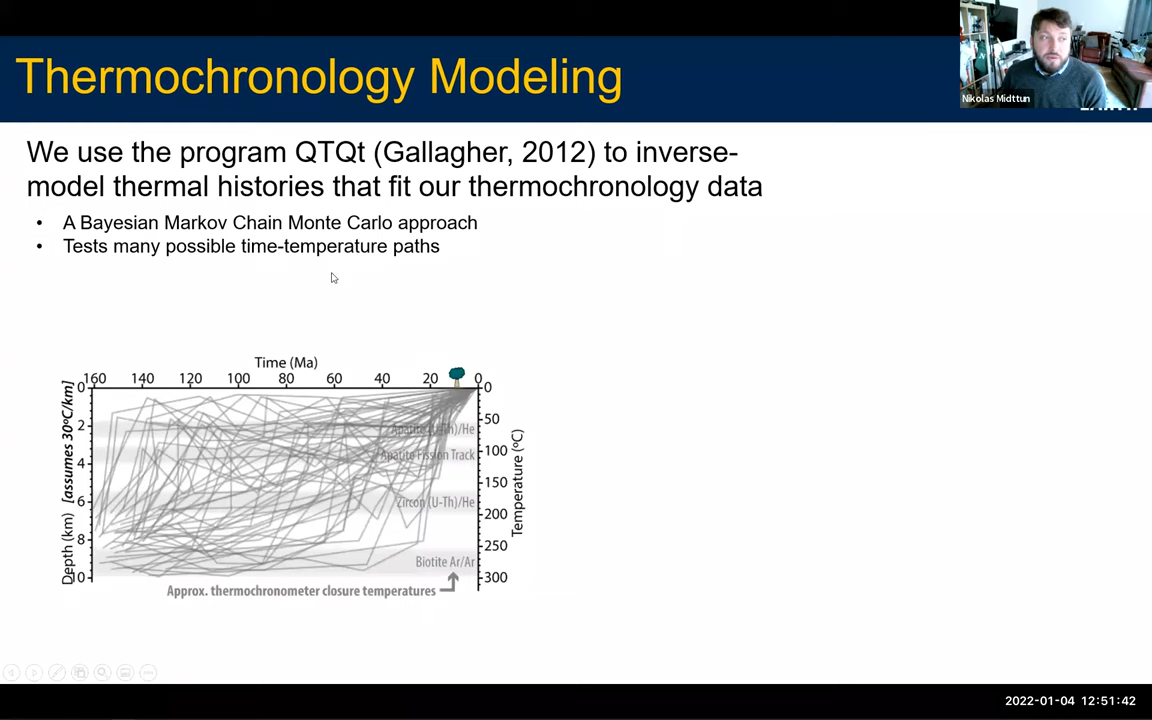 Thermochronology Modeling
Nikolas Midttun
We use the program QTQt (Gallagher, 2012) to inverse-
model thermal histories that fit our thermochronology data
• A Bayesian Markov Chain Monte Carlo approach
• Tests many possible time-temperature paths
Time (Ma)
160 140 120 100 80 60 40 20 0
0 2 4 6 8 10
Depth (km) [assumes 30ºC/km]
0 50 100 150 200 250 300
Temperature (ºC)
Apatite (U-Th)/He
Apatite Fission Track
Zircon (U-Th)/He
Biotite Ar/Ar
Approx. thermochronometer closure temperatures
2022-01-04 12:51:42